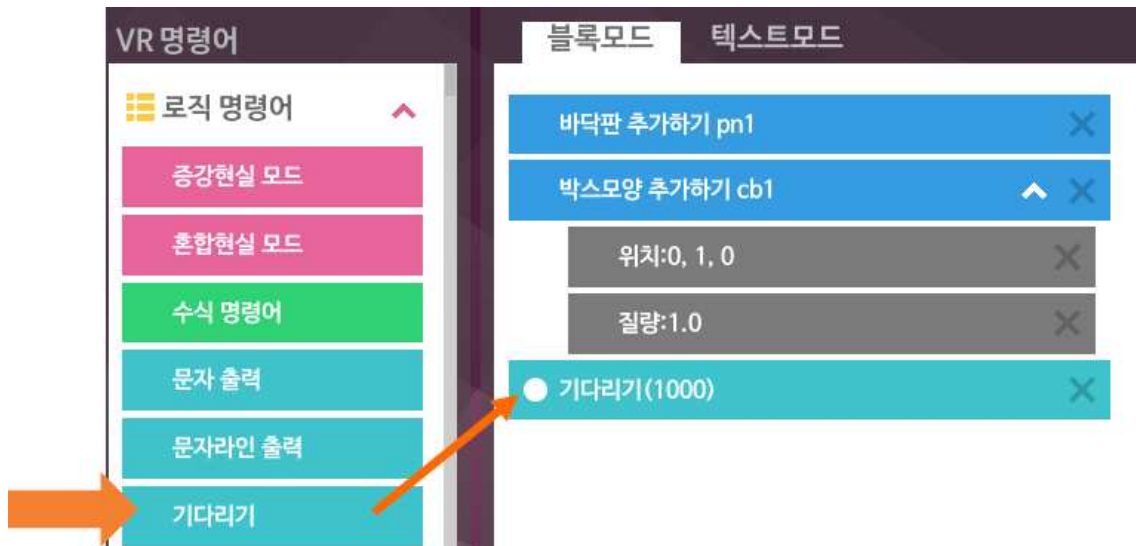 VR 명령어
로직 명령어
증강현실 모드
혼합현실 모드
수식 명령어
문자 출력
문자라인 출력
기다리기
블록모드 텍스트모드
바닥판 추가하기 pn1
박스모양 추가하기 cb1
위치:0, 1, 0
질량:1.0
기다리기(1000)